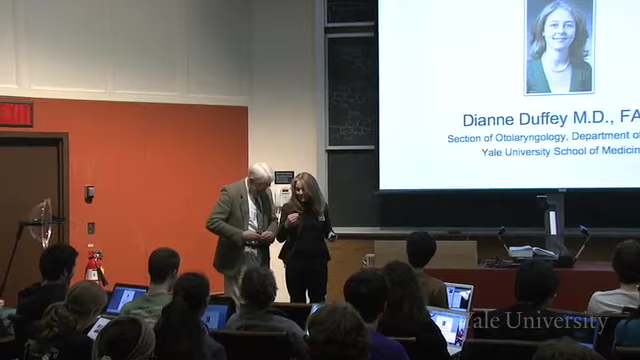 Dianne Duffey M.D., FA
Section of Otolaryngology, Department of
Yale University School of Medicin
Yale University